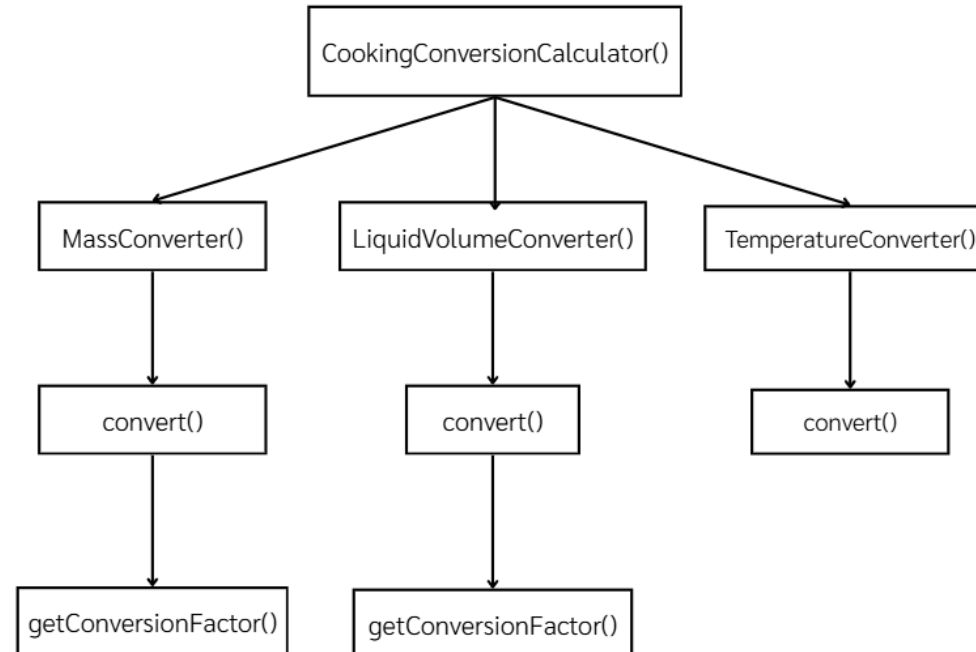 CookingConversionCalculator()
MassConverter()
LiquidVolumeConverter()
TemperatureConverter()
convert()
convert()
convert()
getConversionFactor()
getConversionFactor()